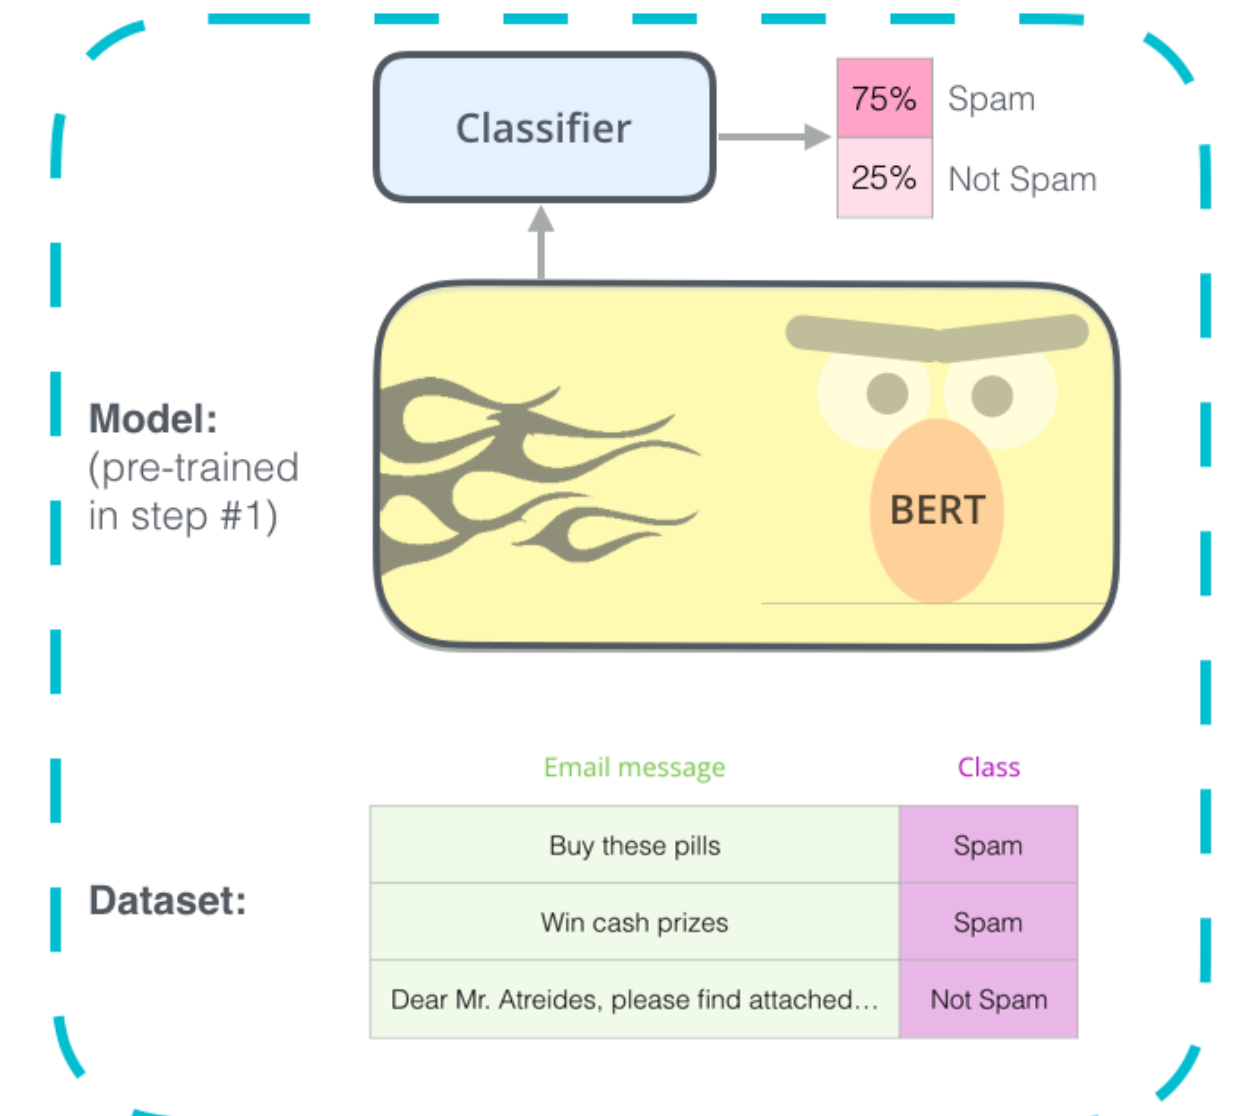 Classifier
75% Spam
25% Not Spam
Model:
(pre-trained
in step #1)
BERT
Email message Class
Buy these pills Spam
Dataset:
Win cash prizes Spam
Dear Mr. Atreides, please find attached... Not Spam